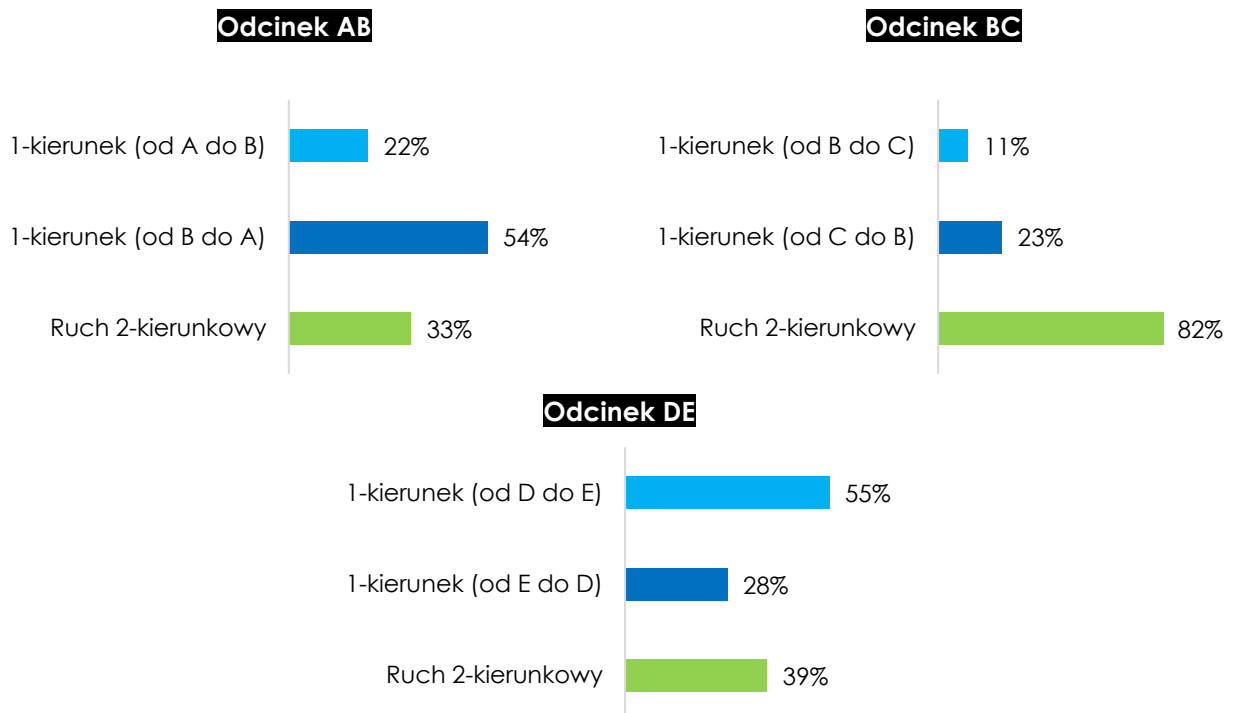 Odcinek AB
1-kierunek (od A do B) 22%
1-kierunek (od B do A) 54%
Ruch 2-kierunkowy 33%
Odcinek BC
1-kierunek (od B do C) 11%
1-kierunek (od C do B) 23%
Ruch 2-kierunkowy 82%
Odcinek DE
1-kierunek (od D do E) 55%
1-kierunek (od E do D) 28%
Ruch 2-kierunkowy 39%